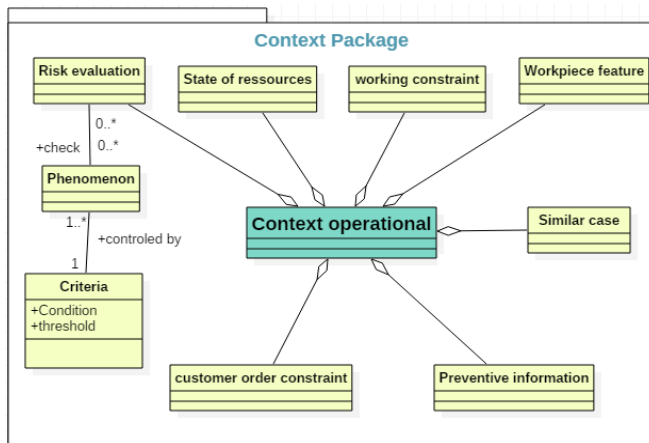 Context Package
Risk evaluation
State of ressources
working constraint
Workpiece feature
0..*
+check
0..*
Phenomenon
1..*
+controled by
1
Criteria
+Condition
+threshold
Context operational
Similar case
customer order constraint
Preventive information